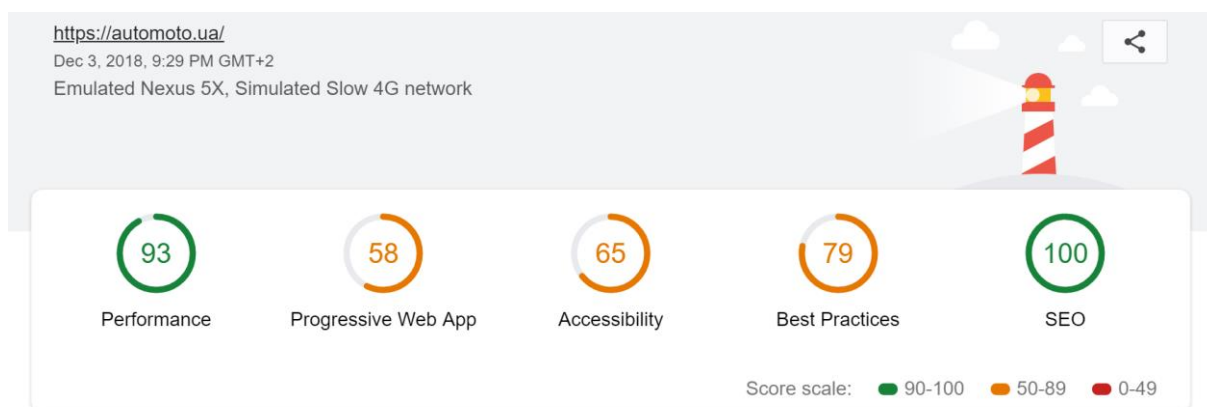 https://automoto.ua/
Dec 3, 2018, 9:29 PM GMT+2
Emulated Nexus 5X, Simulated Slow 4G network
93 58 65 79 100
Performance Progressive Web App Accessibility Best Practices SEO
Score scale: 90-100 50-89 0-49